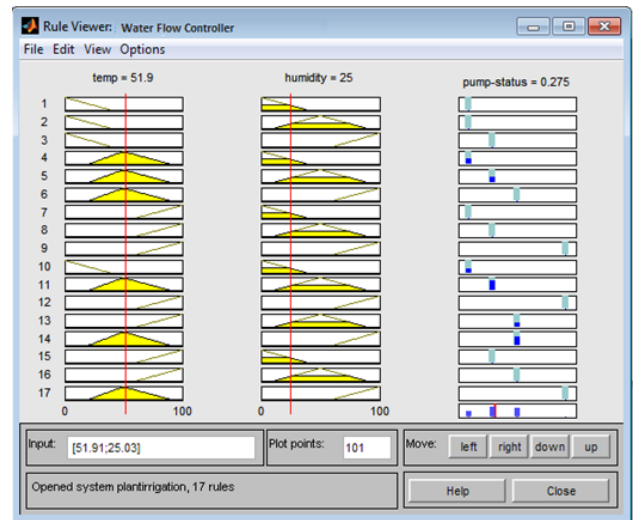 Rule Viewer: Water Flow Controller
File Edit View Options
temp = 51.9 humidity = 25 pump-status = 0.275
1
2
3
4
5
6
7
8
9
10
11
12
13
14
15
16
17
0 100 0 100
Input: [51.91;25.03] Plot points: 101 Move: left right down up
Opened system plantirrigation, 17 rules Help Close